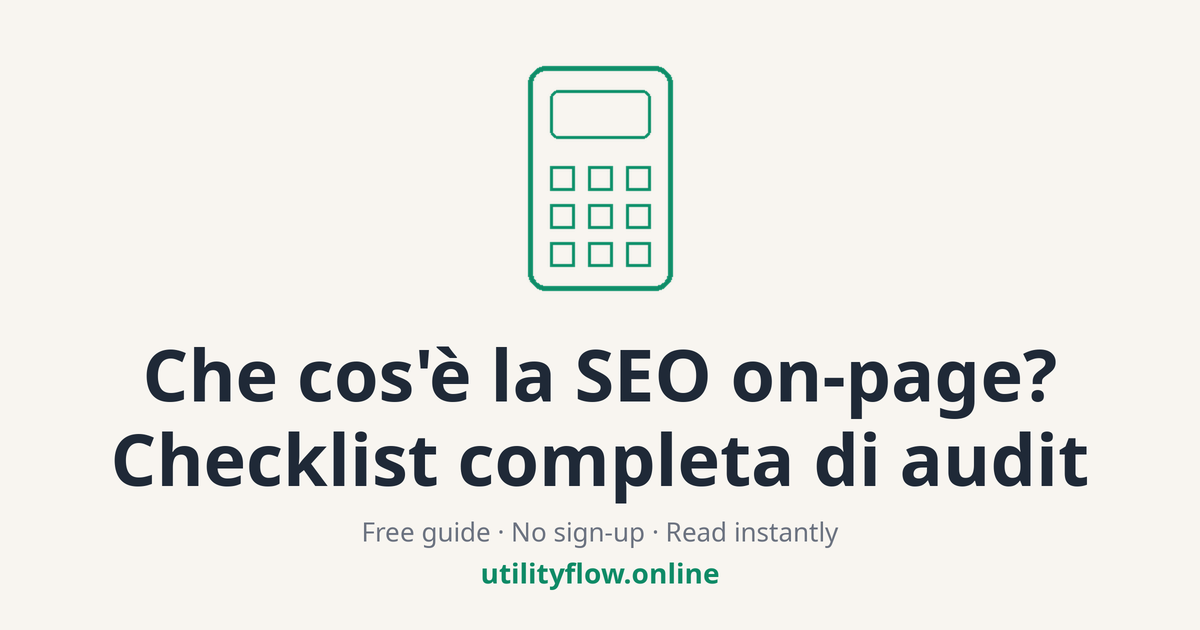 Che cos'è la SEO on-page?
Checklist completa di audit
Free guide · No sign-up · Read instantly
utilityflow.online